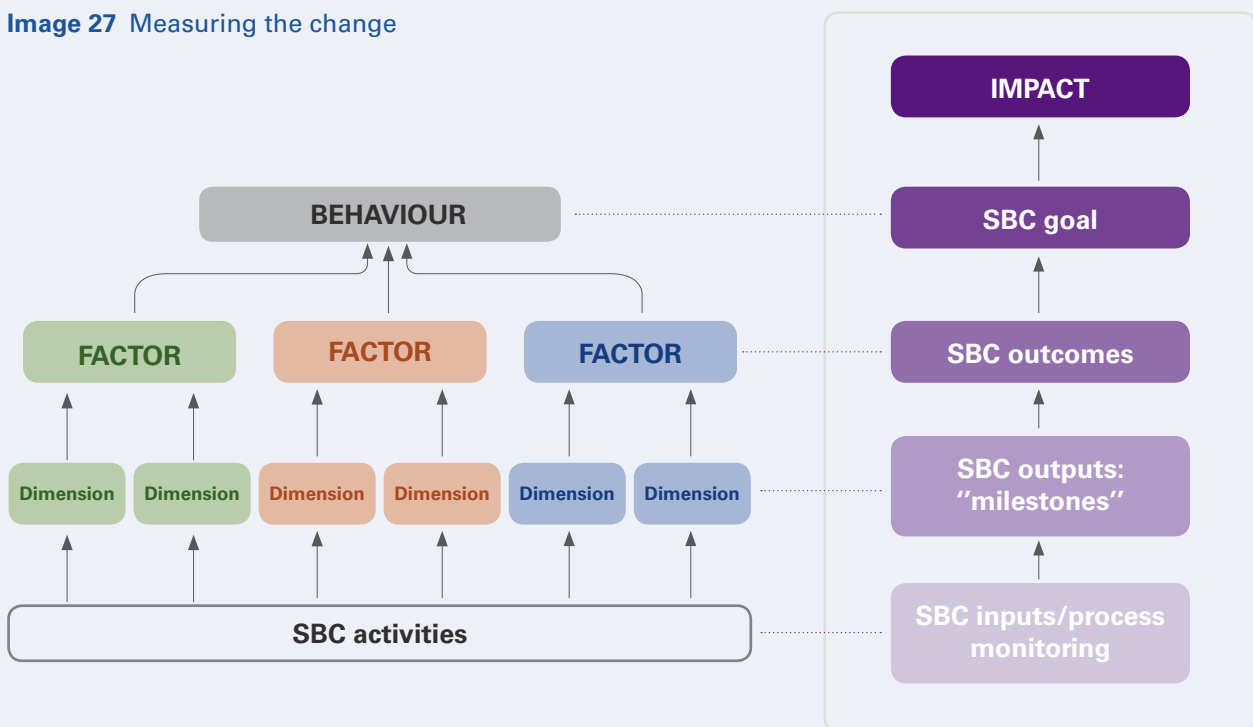 Image 27 Measuring the change
IMPACT
BEHAVIOUR
SBC goal
FACTOR
FACTOR
FACTOR
SBC outcomes
Dimension
Dimension
Dimension
Dimension
Dimension
Dimension
SBC outputs:
"milestones"
SBC activities
SBC inputs/process
monitoring